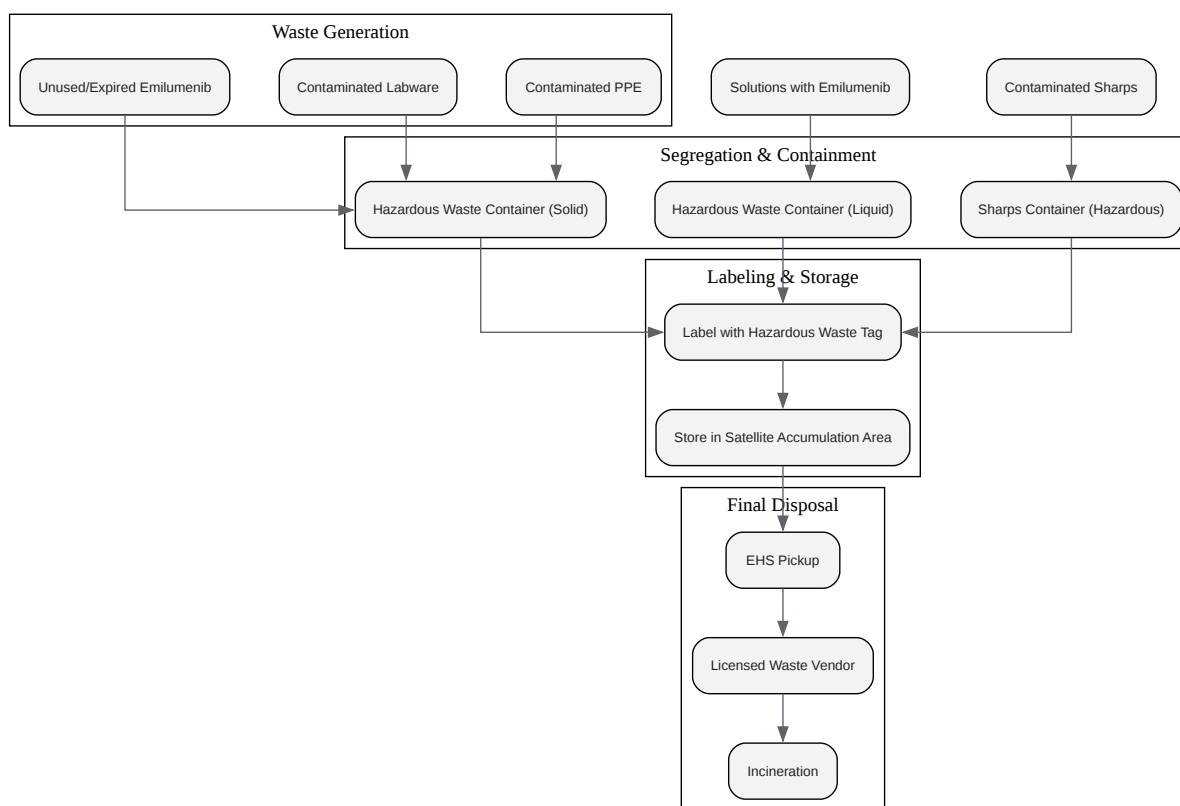 Waste Generation
Unused/Expired Emilumenib
Contaminated Labware
Contaminated PPE
Solutions with Emilumenib
Contaminated Sharps
Segregation & Containment
Hazardous Waste Container (Solid)
Hazardous Waste Container (Liquid)
Sharps Container (Hazardous)
Labeling & Storage
Label with Hazardous Waste Tag
Store in Satellite Accumulation Area
Final Disposal
EHS Pickup
Licensed Waste Vendor
Incineration